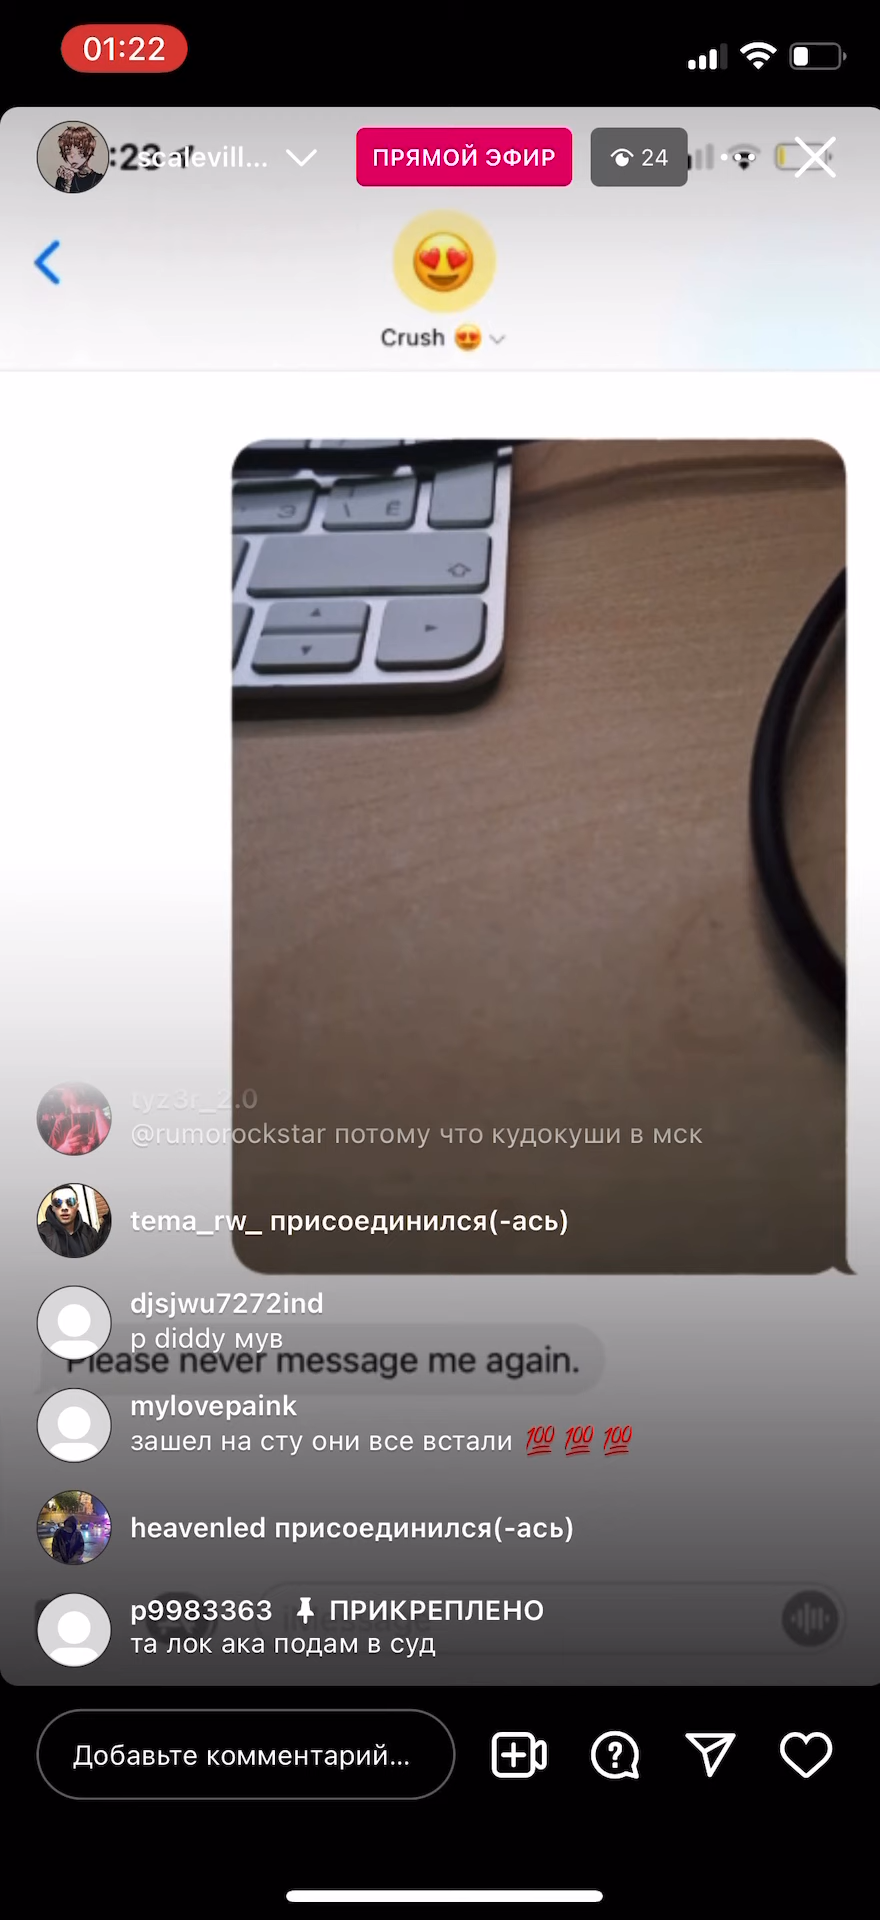 01:22
:23 scalevill...
ПРЯМОЙ ЭФИР
24
Crush 😍
Э
\ Ё
tyz3r_2.0
@rumorockstar потому что кудокуши в мск
tema_rw_ присоединился(-ась)
djsjwu7272ind
p diddy мув
Please never message me again.
mylovepaink
зашел на сту они все встали 💯 💯 💯
heavenled присоединился(-ась)
p9983363 📌 ПРИКРЕПЛЕНО
iMessage
та лок ака подам в суд
Добавьте комментарий...